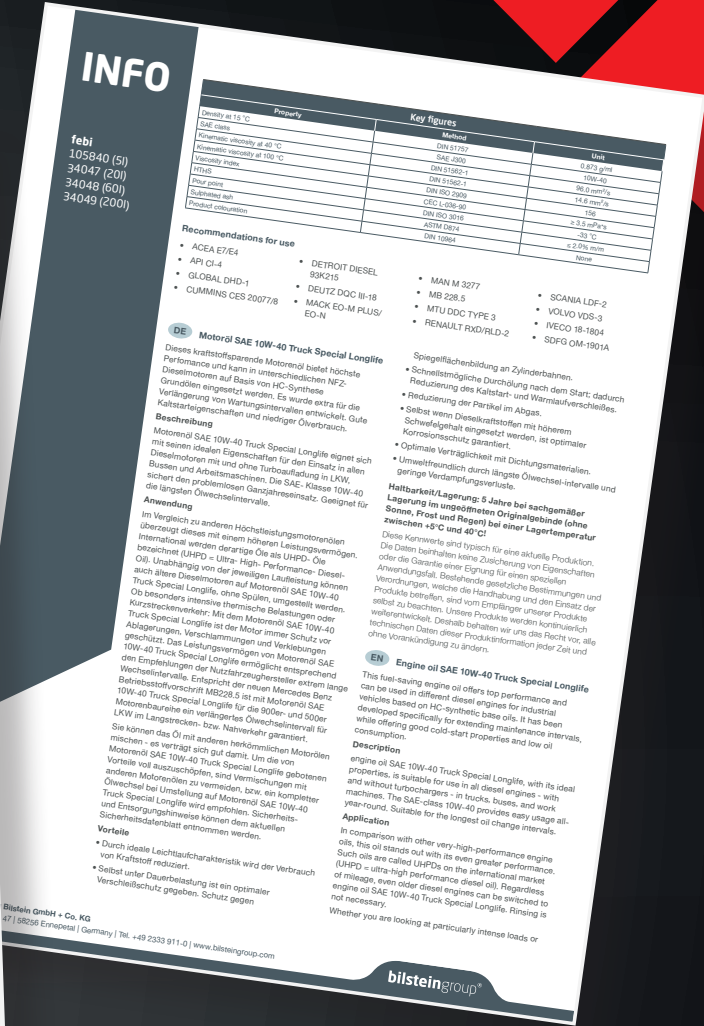 INFO
febi
105840 (5l)
34047 (20l)
34048 (60l)
34049 (200l)
Key figures
Property Method Unit
Density at 15 °C DIN 51757 0.873 g/ml
SAE class SAE J300 10W-40
Kinematic viscosity at 40 °C DIN 51562-1 96.0 mm²/s
Kinematic viscosity at 100 °C DIN 51562-1 14.6 mm²/s
Viscosity index DIN ISO 2909 156
HTHS CEC L-036-90 ≥ 3.5 mPa*s
Pour point DIN ISO 3016 -33 °C
Sulphated ash ASTM D874 ≤ 2.0% m/m
Product colouration DIN 10964 None
Recommendations for use
• ACEA E7/E4
• API CI-4
• GLOBAL DHD-1
• CUMMINS CES 20077/8
• DETROIT DIESEL
93K215
• DEUTZ DQC III-18
• MACK EO-M PLUS/
EO-N
• MAN M 3277
• MB 228.5
• MTU DDC TYPE 3
• RENAULT RXD/RLD-2
• SCANIA LDF-2
• VOLVO VDS-3
• IVECO 18-1804
• SDFG OM-1901A
DE Motoröl SAE 10W-40 Truck Special Longlife
Dieses kraftstoffsparende Motorenöl bietet höchste
Perfomance und kann in unterschiedlichen NFZ-
Dieselmotoren auf Basis von HC-Synthese
Grundölen eingesetzt werden. Es wurde extra für die
Verlängerung von Wartungsintervallen entwickelt. Gute
Kaltstarteigenschaften und niedriger Ölverbrauch.
Beschreibung
Motorenöl SAE 10W-40 Truck Special Longlife eignet sich
mit seinen idealen Eigenschaften für den Einsatz in allen
Dieselmotoren mit und ohne Turboaufladung in LKW,
Bussen und Arbeitsmaschinen. Die SAE- Klasse 10W-40
sichert den problemlosen Ganzjahreseinsatz. Geeignet für
die längsten Ölwechselintervalle.
Anwendung
Im Vergleich zu anderen Höchstleistungsmotorenölen
überzeugt dieses mit einem höheren Leistungsvermögen.
International werden derartige Öle als UHPD- Öle
bezeichnet (UHPD = Ultra- High- Performance- Diesel-
Oil). Unabhängig von der jeweiligen Laufleistung können
auch ältere Dieselmotoren auf Motorenöl SAE 10W-40
Truck Special Longlife, ohne Spülen, umgestellt werden.
Ob besonders intensive thermische Belastungen oder
Kurzstreckenverkehr: Mit dem Motorenöl SAE 10W-40
Truck Special Longlife ist der Motor immer Schutz vor
Ablagerungen, Verschlammungen und Verklebungen
geschützt. Das Leistungsvermögen von Motorenöl SAE
10W-40 Truck Special Longlife ermöglicht entsprechend
den Empfehlungen der Nutzfahrzeughersteller extrem lange
Wechselintervalle. Entspricht der neuen Mercedes Benz
Betriebsstoffvorschrift MB228.5 ist mit Motorenöl SAE
10W-40 Truck Special Longlife für die 900er- und 500er
Motorenbaureihe ein verlängertes Ölwechselintervall für
LKW im Langstrecken- bzw. Nahverkehr garantiert.
Sie können das Öl mit anderen herkömmlichen Motorölen
mischen - es verträgt sich gut damit. Um die von
Motorenöl SAE 10W-40 Truck Special Longlife gebotenen
Vorteile voll auszuschöpfen, sind Vermischungen mit
anderen Motorenölen zu vermeiden, bzw. ein kompletter
Ölwechsel bei Umstellung auf Motorenöl SAE 10W-40
Truck Special Longlife wird empfohlen. Sicherheits-
und Entsorgungshinweise können dem aktuellen
Sicherheitsdatenblatt entnommen werden.
Vorteile
• Durch ideale Leichtlaufcharakteristik wird der Verbrauch
von Kraftstoff reduziert.
• Selbst unter Dauerbelastung ist ein optimaler
Verschleißschutz gegeben. Schutz gegen
Spiegelflächenbildung an Zylinderbahnen.
• Schnellstmögliche Durchölung nach dem Start; dadurch
Reduzierung des Kaltstart- und Warmlaufverschleißes.
• Reduzierung der Partikel im Abgas.
• Selbst wenn Dieselkraftstoffen mit höherem
Schwefelgehalt eingesetzt werden, ist optimaler
Korrosionsschutz garantiert.
• Optimale Verträglichkeit mit Dichtungsmaterialien.
• Umweltfreundlich durch längste Ölwechsel-intervalle und
geringe Verdampfungsverluste.
Haltbarkeit/Lagerung: 5 Jahre bei sachgemäßer
Lagerung im ungeöffneten Originalgebinde (ohne
Sonne, Frost und Regen) bei einer Lagertemperatur
zwischen +5°C und 40°C!
Diese Kennwerte sind typisch für eine aktuelle Produktion.
Die Daten beinhalten keine Zusicherung von Eigenschaften
oder die Garantie einer Eignung für einen speziellen
Anwendungsfall. Bestehende gesetzliche Bestimmungen und
Verordnungen, welche die Handhabung und den Einsatz der
Produkte betreffen, sind vom Empfänger unserer Produkte
selbst zu beachten. Unsere Produkte werden kontinuierlich
weiterentwickelt. Deshalb behalten wir uns das Recht vor, alle
technischen Daten dieser Produktinformation jeder Zeit und
ohne Vorankündigung zu ändern.
EN Engine oil SAE 10W-40 Truck Special Longlife
This fuel-saving engine oil offers top performance and
can be used in different diesel engines for industrial
vehicles based on HC-synthetic base oils. It has been
developed specifically for extending maintenance intervals,
while offering good cold-start properties and low oil
consumption.
Description
engine oil SAE 10W-40 Truck Special Longlife, with its ideal
properties, is suitable for use in all diesel engines - with
and without turbochargers - in trucks, buses, and work
machines. The SAE-class 10W-40 provides easy usage all-
year-round. Suitable for the longest oil change intervals.
Application
In comparison with other very-high-performance engine
oils, this oil stands out with its even greater performance.
Such oils are called UHPDs on the international market
(UHPD = ultra-high performance diesel oil). Regardless
of mileage, even older diesel engines can be switched to
engine oil SAE 10W-40 Truck Special Longlife. Rinsing is
not necessary.
Whether you are looking at particularly intense loads or
Bilstein GmbH + Co. KG
47 | 58256 Ennepetal | Germany | Tel. +49 2333 911-0 | www.bilsteingroup.com
bilsteingroup®